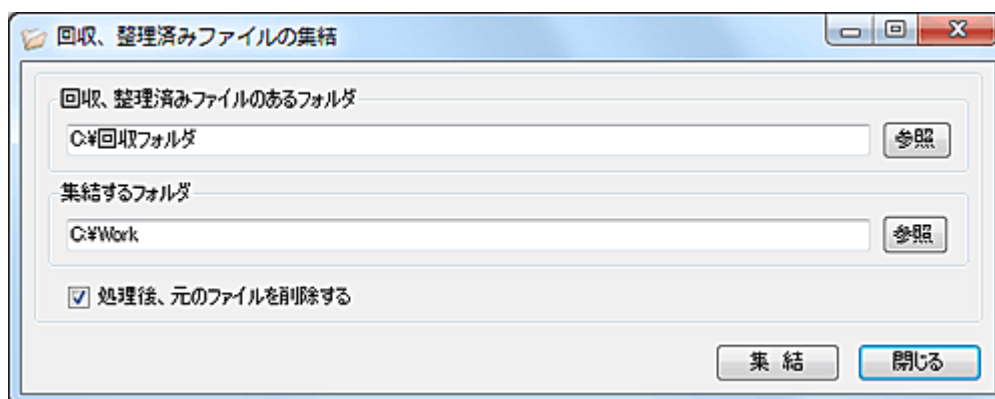 回収、整理済みファイルの集結
回収、整理済みファイルのあるフォルダ
C:¥回収フォルダ
参照
集結するフォルダ
C:¥Work
参照
処理後、元のファイルを削除する
集 結
閉じる